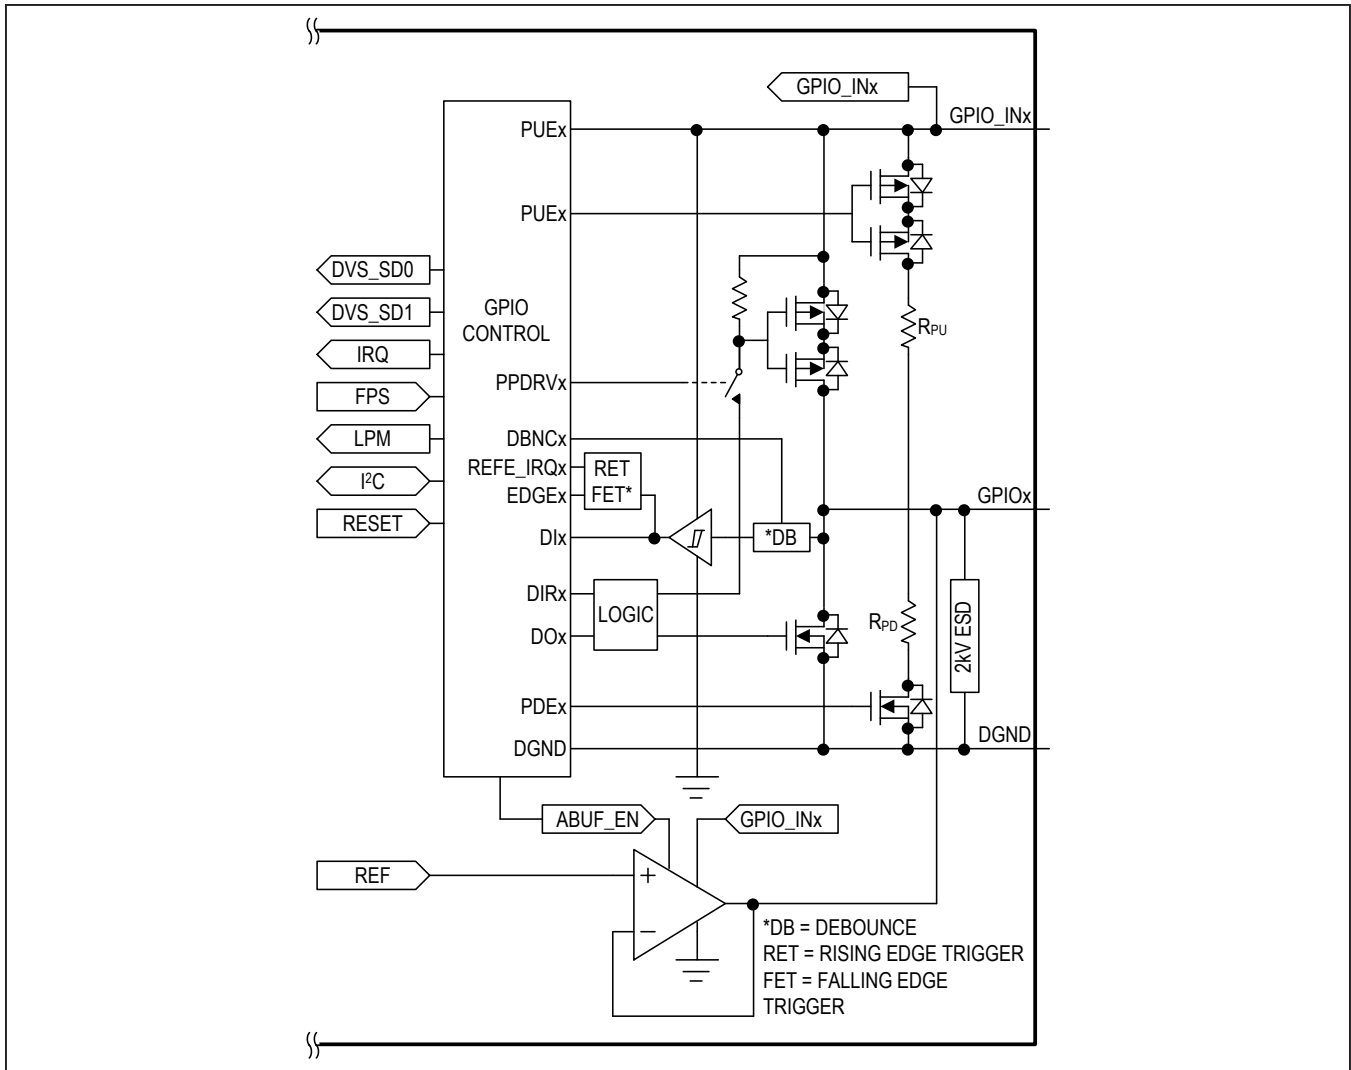 GPIO_INx
GPIO_INx
PUEx
PUEx
DVS_SD0
DVS_SD1
IRQ
FPS
LPM
I²C
RESET
GPIO
CONTROL
RPU
PPDRVx
DBNCx
REFE_IRQx
EDGEx
RET
FET*
GPIOx
DIx
*DB
DIRx
DOx
LOGIC
RPD
2kV ESD
PDEx
DGND
DGND
ABUF_EN
GPIO_INx
REF
+
−
*DB = DEBOUNCE
RET = RISING EDGE TRIGGER
FET = FALLING EDGE
TRIGGER